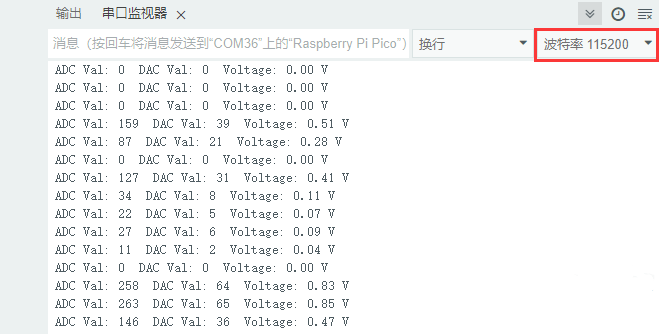 输出 串口监视器 ×
消息（按回车将消息发送到“COM36”上的“Raspberry Pi Pico”） 换行 波特率 115200
ADC Val: 0 DAC Val: 0 Voltage: 0.00 V
ADC Val: 0 DAC Val: 0 Voltage: 0.00 V
ADC Val: 0 DAC Val: 0 Voltage: 0.00 V
ADC Val: 159 DAC Val: 39 Voltage: 0.51 V
ADC Val: 87 DAC Val: 21 Voltage: 0.28 V
ADC Val: 0 DAC Val: 0 Voltage: 0.00 V
ADC Val: 127 DAC Val: 31 Voltage: 0.41 V
ADC Val: 34 DAC Val: 8 Voltage: 0.11 V
ADC Val: 22 DAC Val: 5 Voltage: 0.07 V
ADC Val: 27 DAC Val: 6 Voltage: 0.09 V
ADC Val: 11 DAC Val: 2 Voltage: 0.04 V
ADC Val: 0 DAC Val: 0 Voltage: 0.00 V
ADC Val: 258 DAC Val: 64 Voltage: 0.83 V
ADC Val: 263 DAC Val: 65 Voltage: 0.85 V
ADC Val: 146 DAC Val: 36 Voltage: 0.47 V